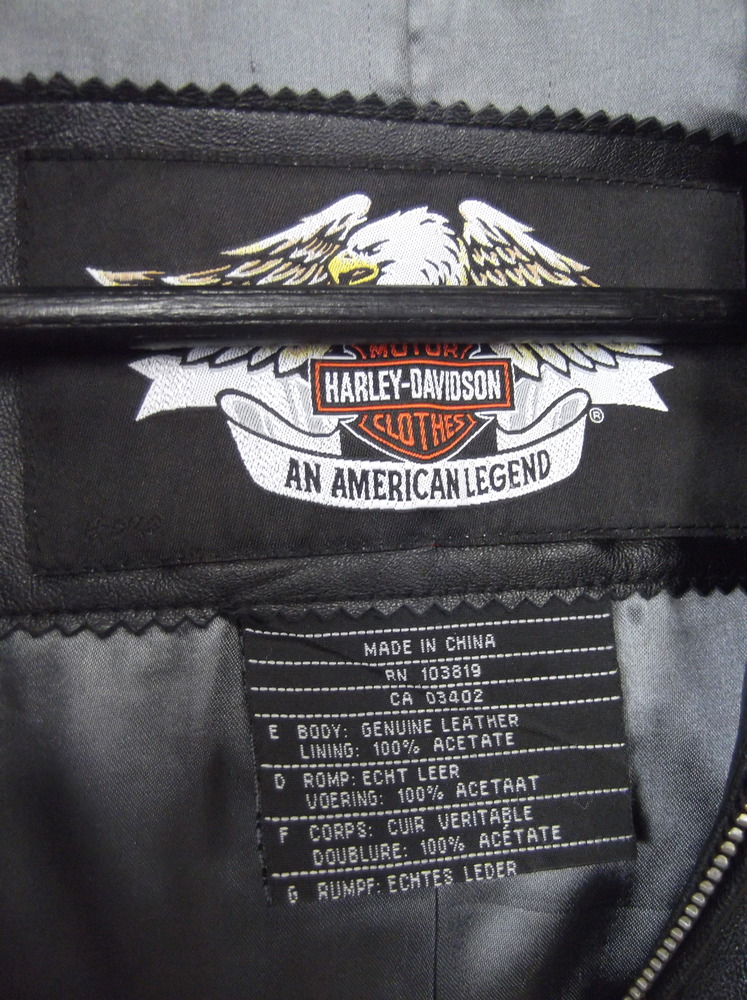 MOTOR
HARLEY-DAVIDSON
CLOTHES
®
AN AMERICAN LEGEND
MADE IN CHINA
RN 103819
CA 03402
E BODY: GENUINE LEATHER
LINING: 100% ACETATE
D ROMP: ECHT LEER
VOERING: 100% ACETAAT
F CORPS: CUIR VERITABLE
DOUBLURE: 100% ACÉTATE
G RUMPF: ECHTES LEDER